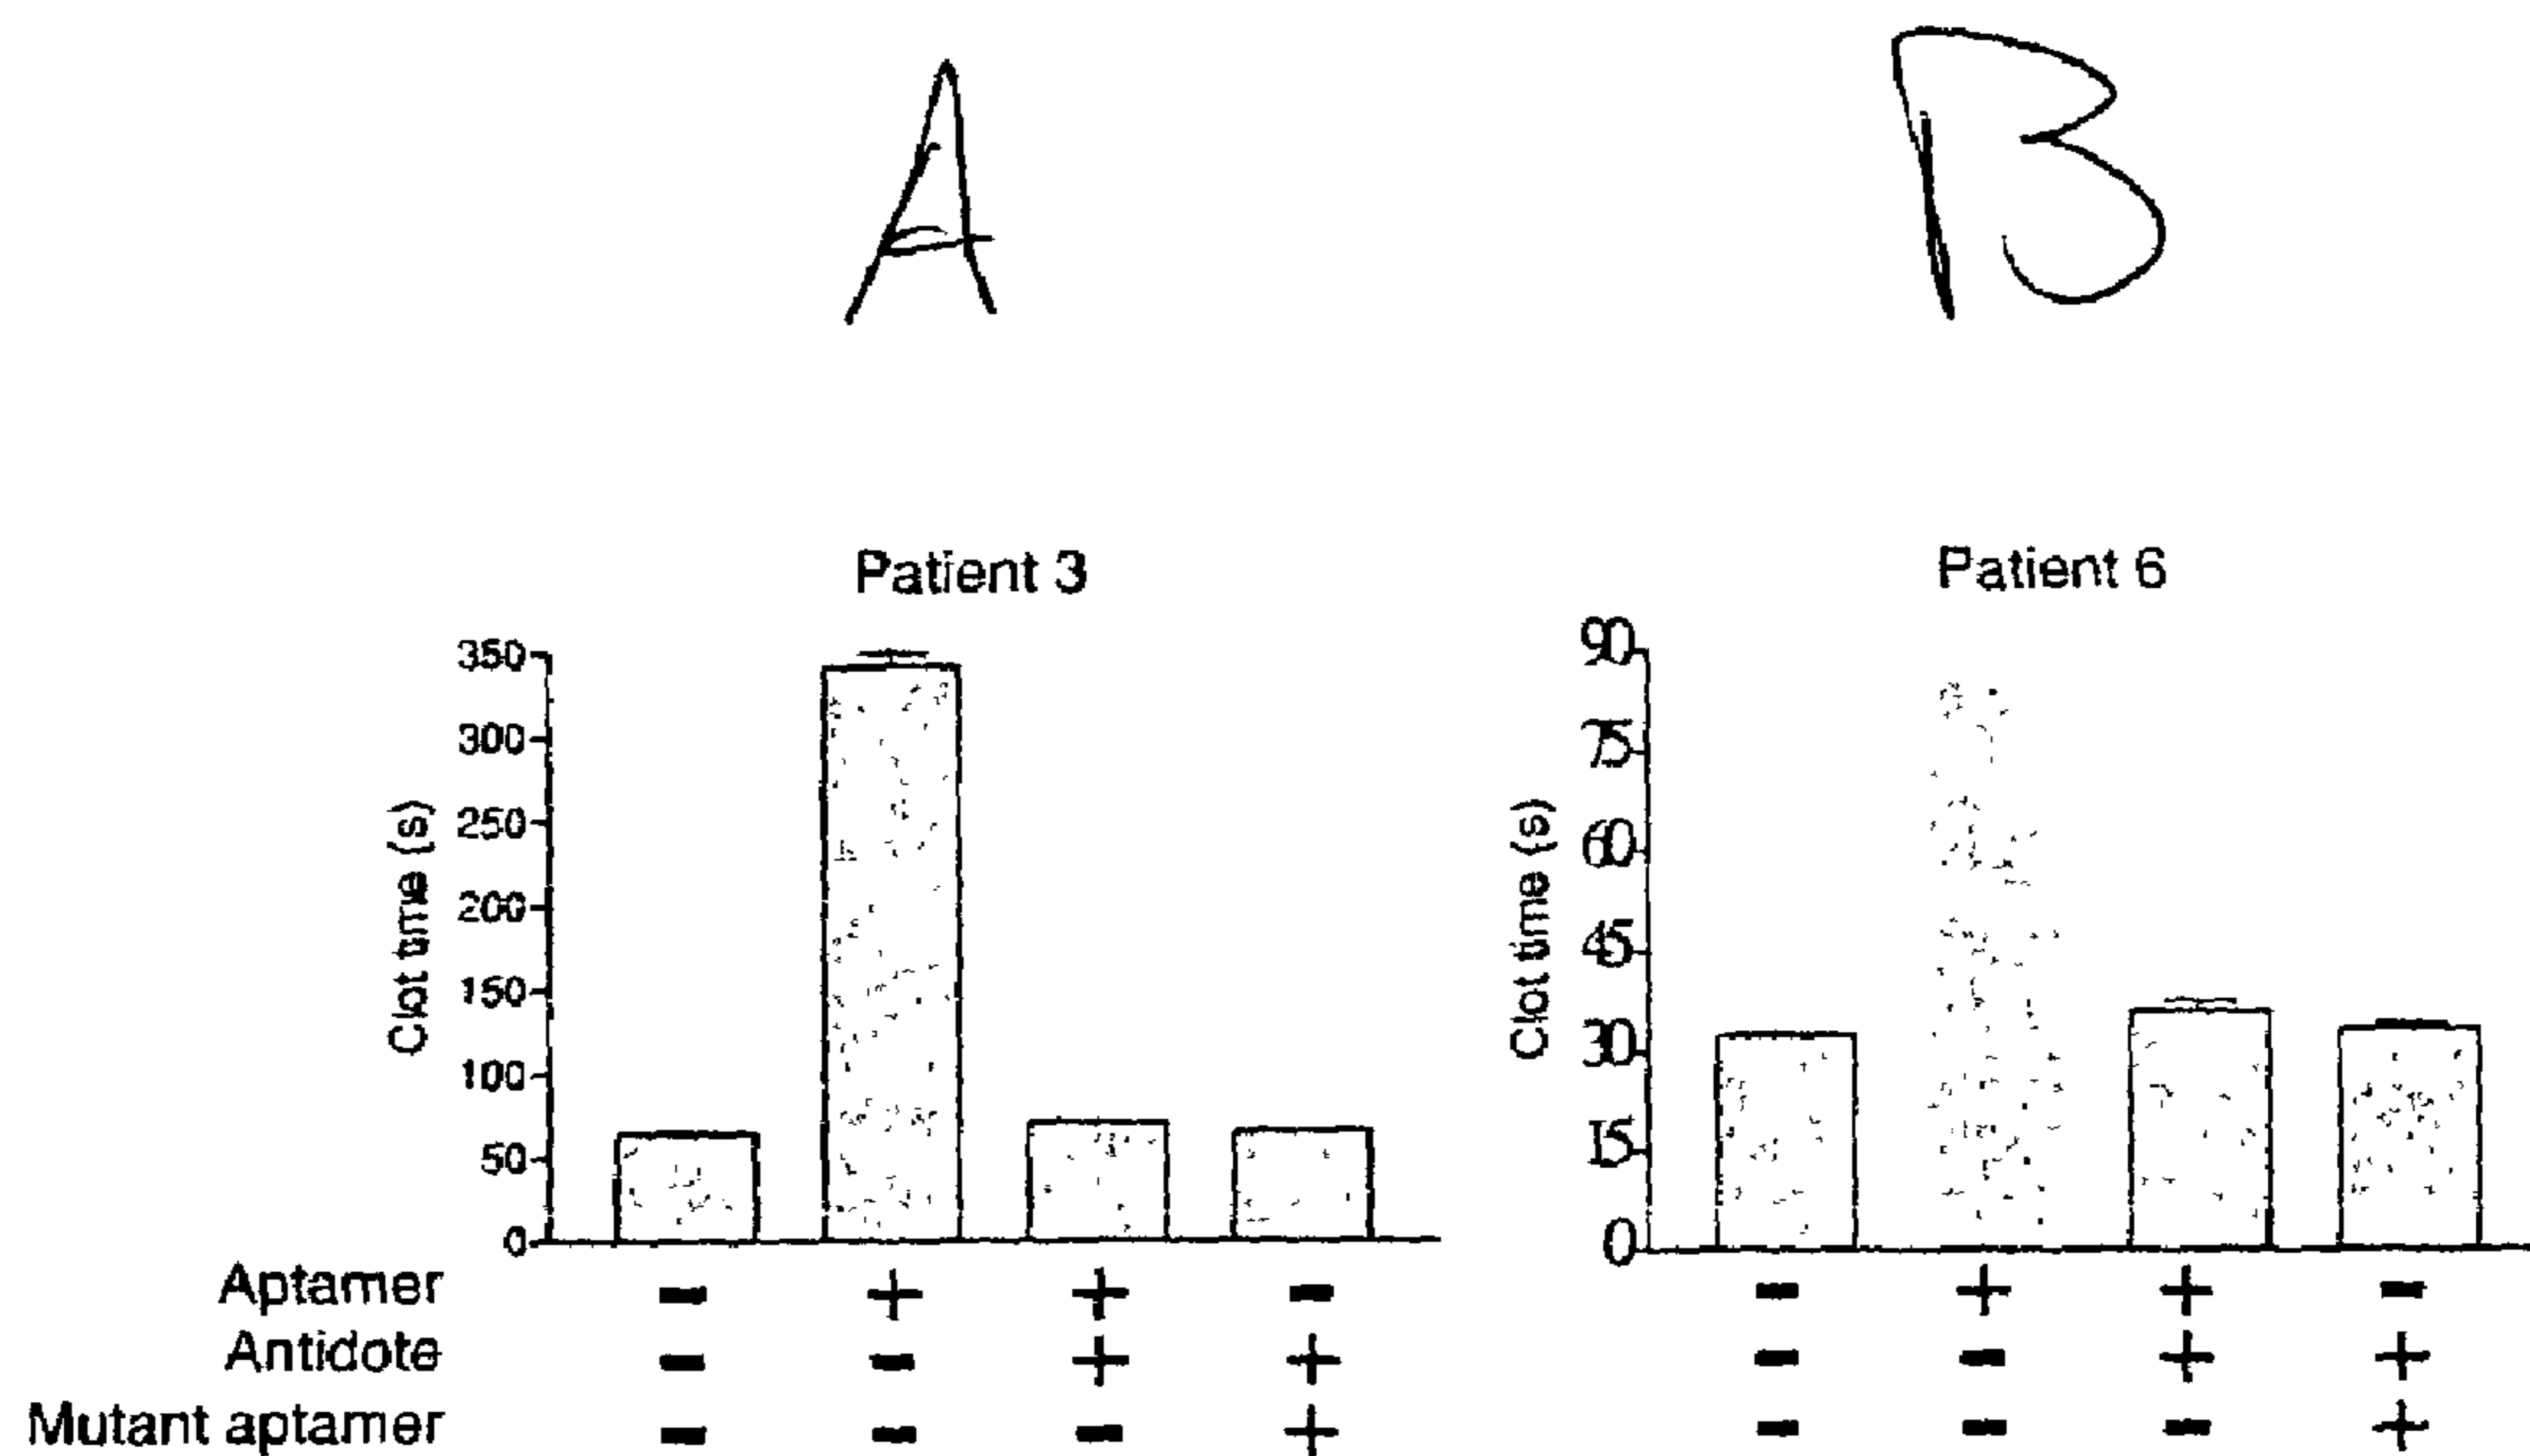 A B
Patient 3 Patient 6
Clot time (s)
350
300
250
200
150
100
50
0
Clot time (s)
90
75
60
45
30
15
0
Aptamer - + + - - + + -
Antidote - - + + - - + +
Mutant aptamer - - - + - - - +